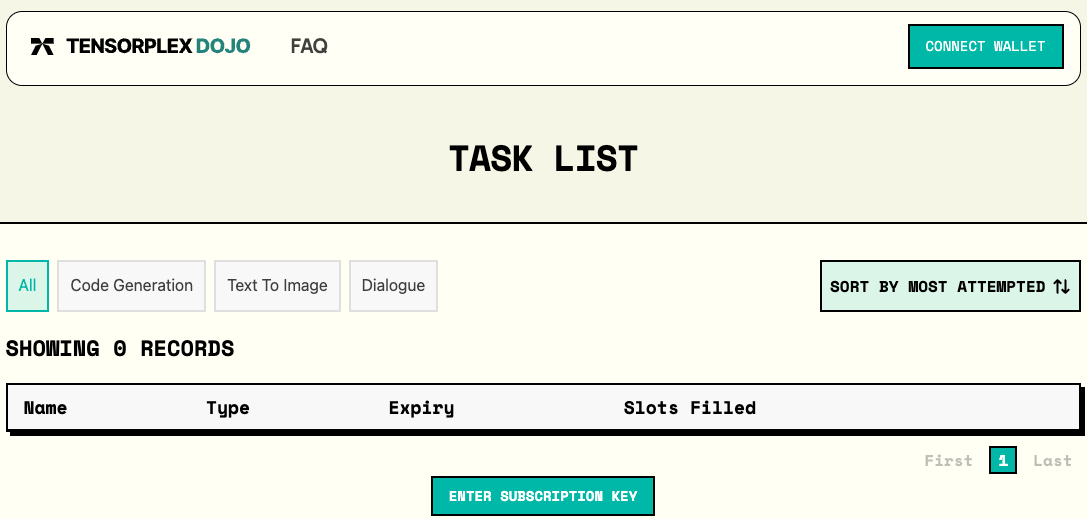 TENSORPLEX DOJO FAQ CONNECT WALLET
TASK LIST
All Code Generation Text To Image Dialogue SORT BY MOST ATTEMPTED
SHOWING 0 RECORDS
Name Type Expiry Slots Filled
First 1 Last
ENTER SUBSCRIPTION KEY